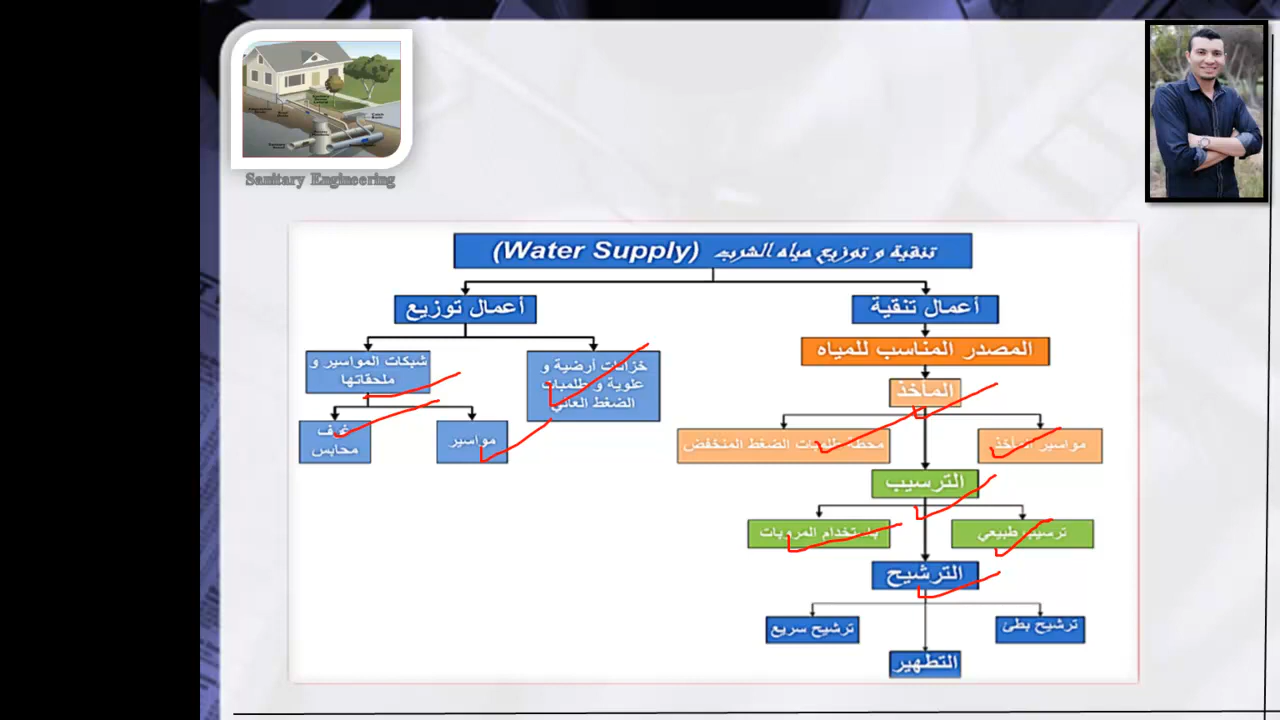 Sanitary Engineering
تنقية و توزيع مياه الشرب (Water Supply)
أعمال تنقية
أعمال توزيع
المصدر المناسب للمياه
المأخذ
مواسير المأخذ
محطة طلمبات الضغط المنخفض
الترسيب
ترسيب طبيعي
باستخدام المروبات
الترشيح
ترشيح بطئ
ترشيح سريع
التطهير
خزانات أرضية و
علوية و طلمبات
الضغط العالي
شبكات المواسير و
ملحقاتها
مواسير
غرف
محابس